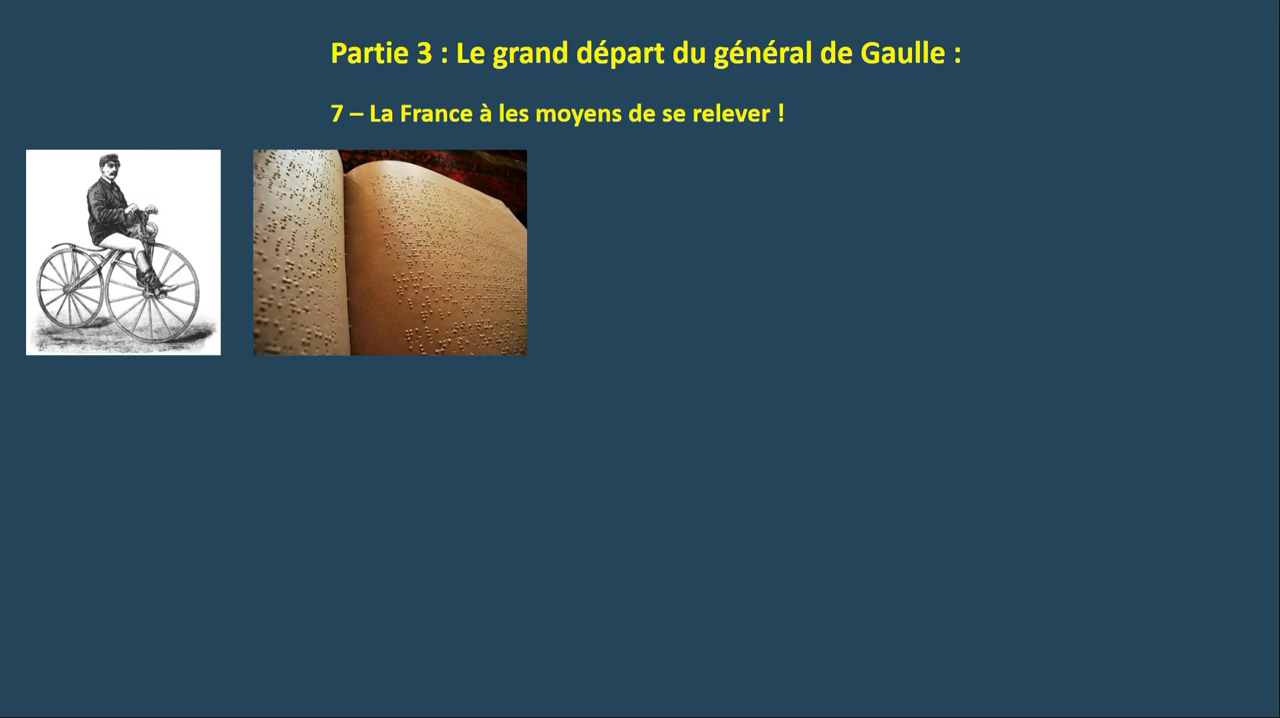 Partie 3 : Le grand départ du général de Gaulle :
7 – La France à les moyens de se relever !